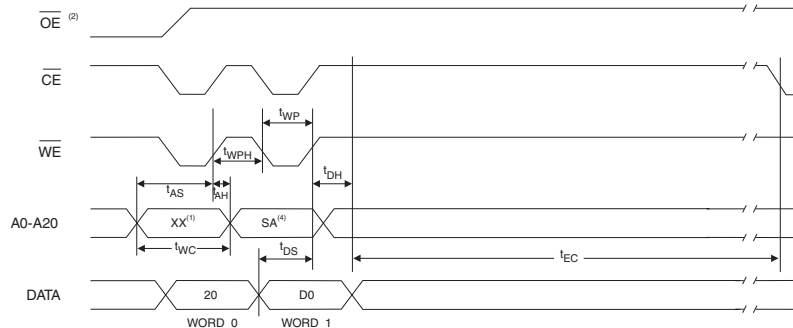 OE (2)
CE
tWP
WE
tWPH
tDH
tAS
tAH
A0-A20
XX(1)
SA(4)
tWC
tDS
tEC
DATA
20
D0
WORD 0
WORD 1